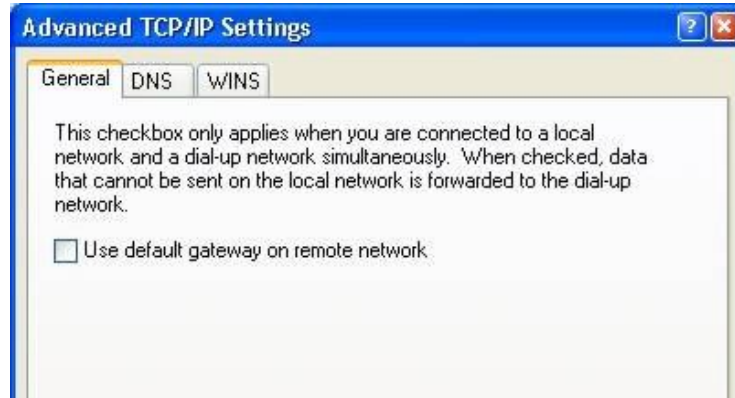 Advanced TCP/IP Settings
General DNS WINS
This checkbox only applies when you are connected to a local
network and a dial-up network simultaneously. When checked, data
that cannot be sent on the local network is forwarded to the dial-up
network.
Use default gateway on remote network